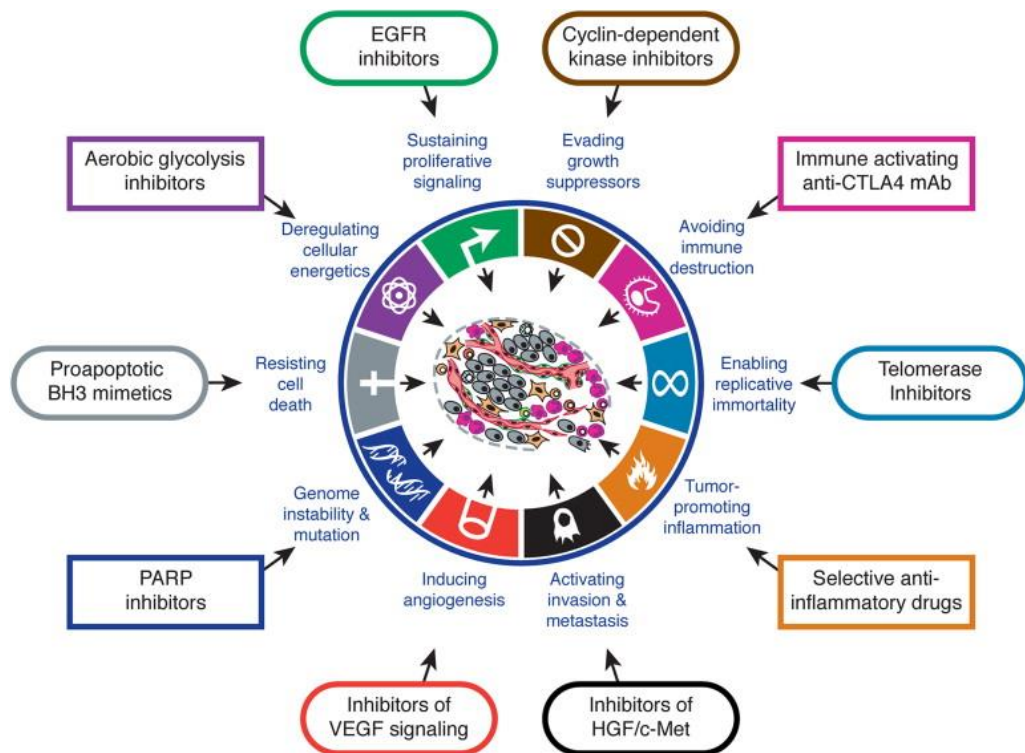 EGFR
inhibitors
Cyclin-dependent
kinase inhibitors
Sustaining
proliferative
signaling
Evading
growth
suppressors
Aerobic glycolysis
inhibitors
Immune activating
anti-CTLA4 mAb
Deregulating
cellular
energetics
Avoiding
immune
destruction
Proapoptotic
BH3 mimetics
Resisting
cell
death
Enabling
replicative
immortality
Telomerase
Inhibitors
Genome
instability &
mutation
Tumor-
promoting
inflammation
PARP
inhibitors
Inducing
angiogenesis
Activating
invasion &
metastasis
Selective anti-
inflammatory drugs
Inhibitors of
VEGF signaling
Inhibitors of
HGF/c-Met